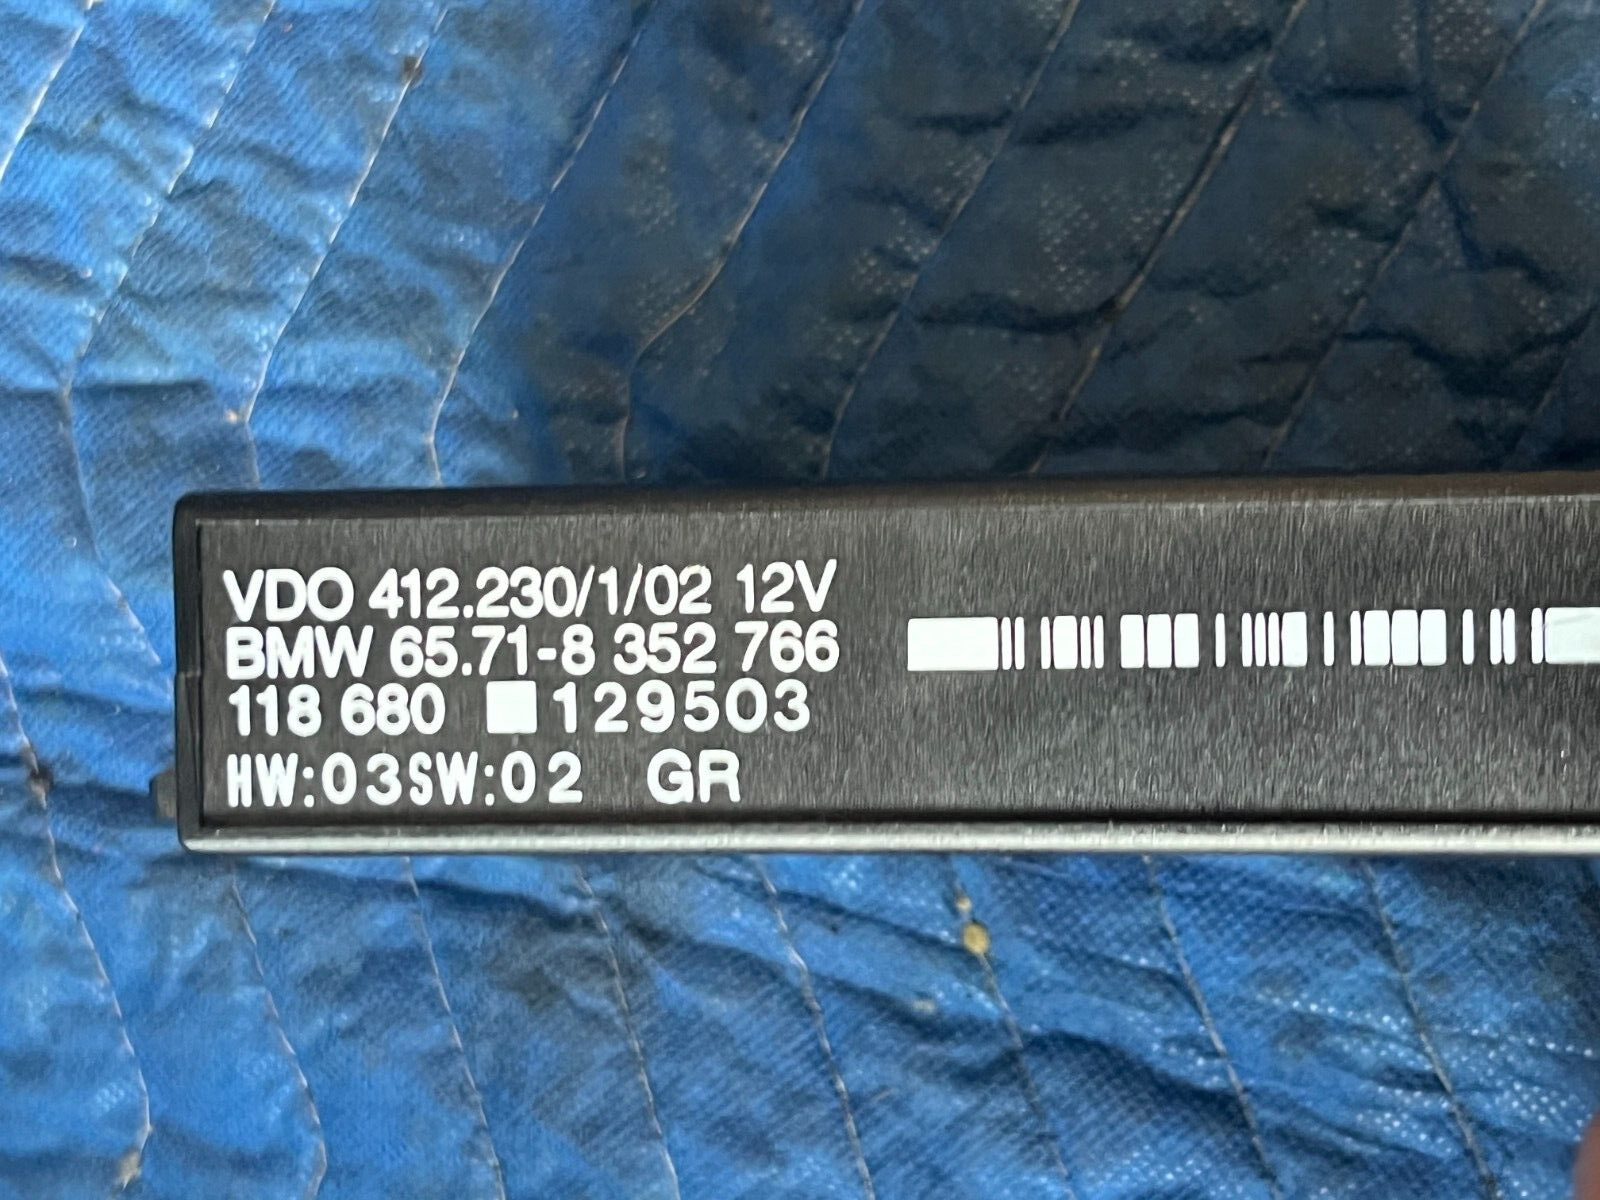 VDO 412.230/1/02 12V
BMW 65.71-8 352 766
118 680 129503
HW:03SW:02 GR